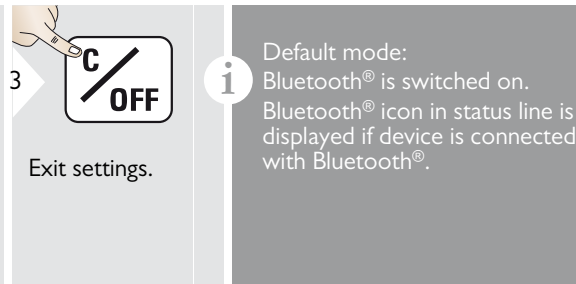 3
C
OFF
Exit settings.
i
Default mode:
Bluetooth® is switched on.
Bluetooth® icon in status line is
displayed if device is connected
with Bluetooth®.